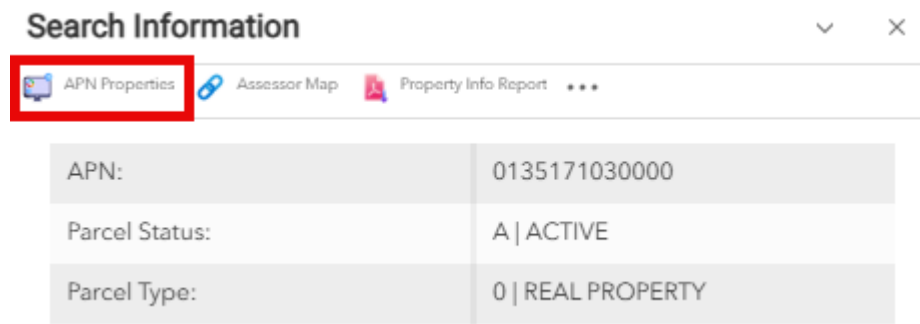 Search Information
APN Properties Assessor Map Property Info Report
APN: 0135171030000
Parcel Status: A | ACTIVE
Parcel Type: 0 | REAL PROPERTY